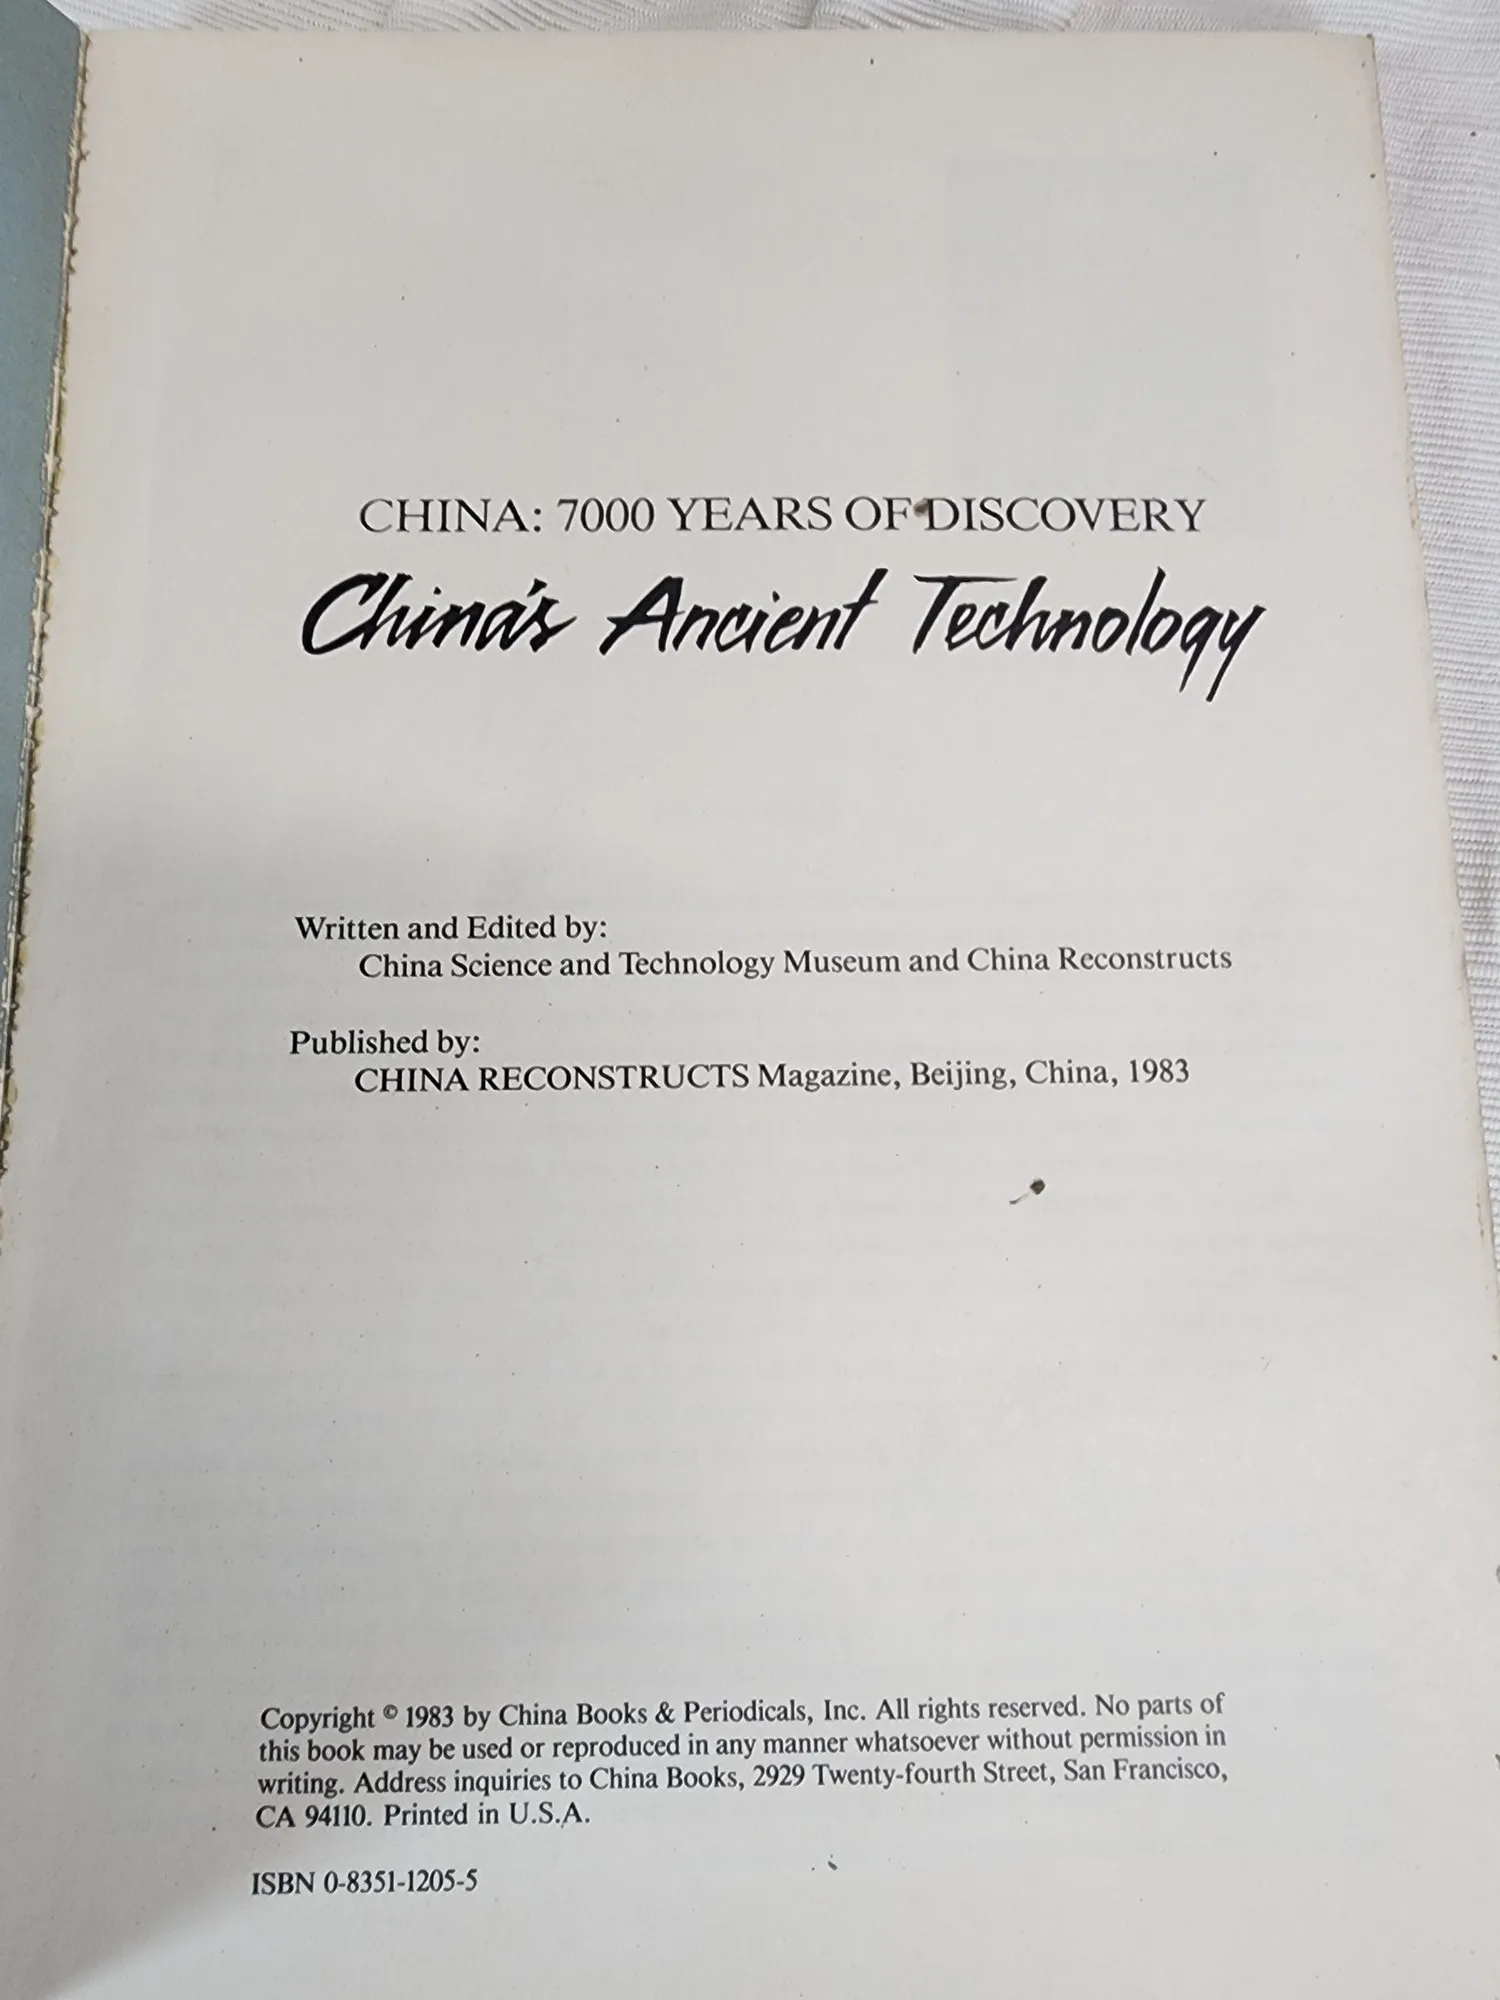 CHINA: 7000 YEARS OF DISCOVERY
China's Ancient Technology
Written and Edited by:
China Science and Technology Museum and China Reconstructs
Published by:
CHINA RECONSTRUCTS Magazine, Beijing, China, 1983
Copyright © 1983 by China Books & Periodicals, Inc. All rights reserved. No parts of
this book may be used or reproduced in any manner whatsoever without permission in
writing. Address inquiries to China Books, 2929 Twenty-fourth Street, San Francisco,
CA 94110. Printed in U.S.A.
ISBN 0-8351-1205-5